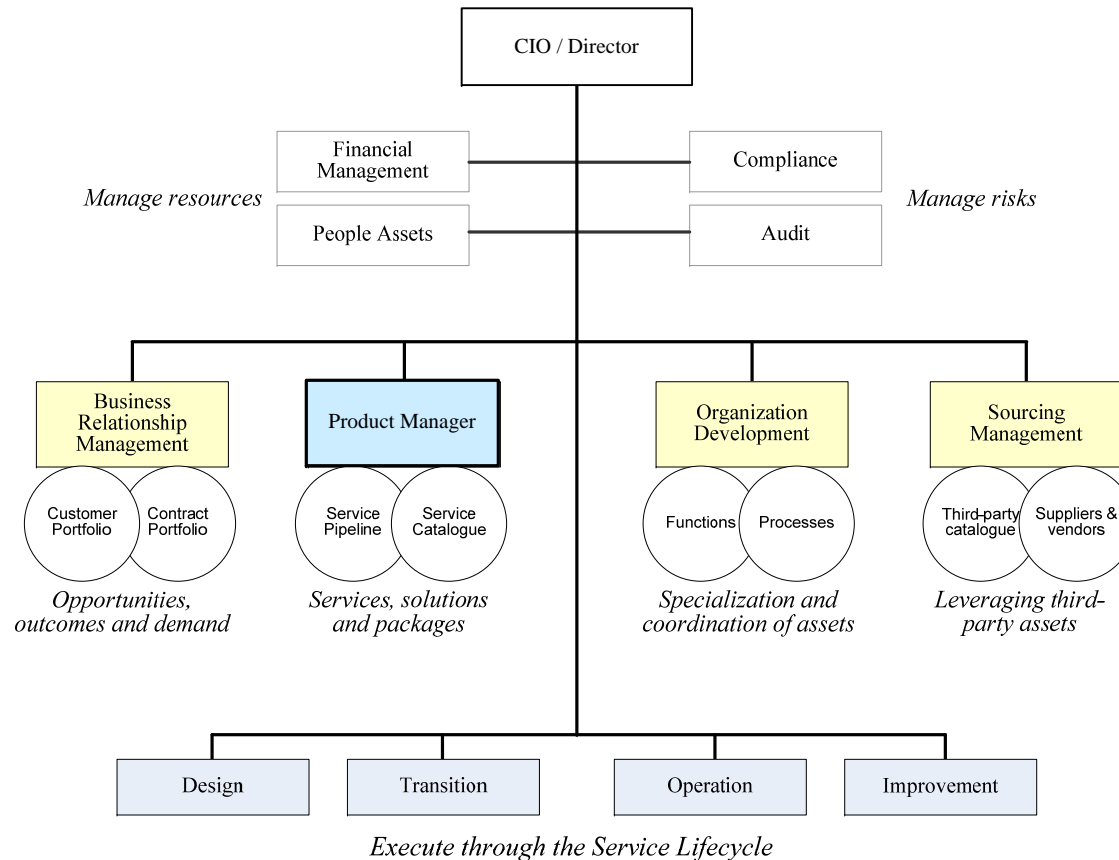 CIO / Director
Financial
Management
Compliance
Manage resources
Manage risks
People Assets
Audit
Business
Relationship
Management
Product Manager
Organization
Development
Sourcing
Management
Customer
Portfolio
Contract
Portfolio
Service
Pipeline
Service
Catalogue
Functions
Processes
Third-party
catalogue
Suppliers &
vendors
Opportunities,
outcomes and demand
Services, solutions
and packages
Specialization and
coordination of assets
Leveraging third-
party assets
Design
Transition
Operation
Improvement
Execute through the Service Lifecycle